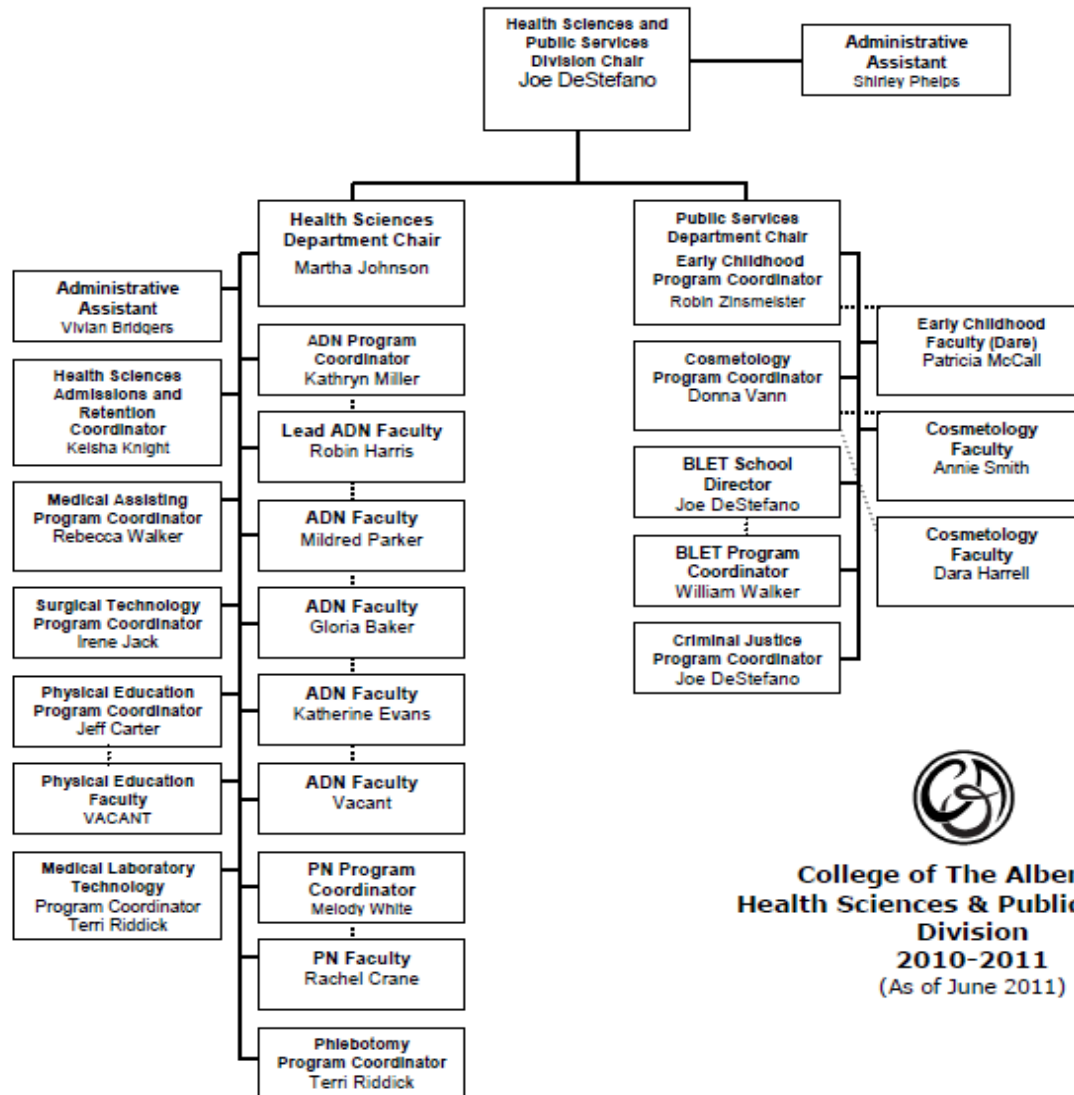 Health Sciences and
Public Services
Division Chair
Joe DeStefano
Administrative
Assistant
Shirley Phelps
Health Sciences
Department Chair
Martha Johnson
Administrative
Assistant
Vivian Bridgers
Health Sciences
Admissions and
Retention
Coordinator
Keisha Knight
Medical Assisting
Program Coordinator
Rebecca Walker
Surgical Technology
Program Coordinator
Irene Jack
Physical Education
Program Coordinator
Jeff Carter
Physical Education
Faculty
VACANT
Medical Laboratory
Technology
Program Coordinator
Terri Riddick
ADN Program
Coordinator
Kathryn Miller
Lead ADN Faculty
Robin Harris
ADN Faculty
Mildred Parker
ADN Faculty
Gloria Baker
ADN Faculty
Katherine Evans
ADN Faculty
Vacant
PN Program
Coordinator
Melody White
PN Faculty
Rachel Crane
Phlebotomy
Program Coordinator
Terri Riddick
Public Services
Department Chair
Early Childhood
Program Coordinator
Robin Zinsmeister
Cosmetology
Program Coordinator
Donna Vann
BLET School
Director
Joe DeStefano
BLET Program
Coordinator
William Walker
Criminal Justice
Program Coordinator
Joe DeStefano
Early Childhood
Faculty (Dare)
Patricia McCall
Cosmetology
Faculty
Annie Smith
Cosmetology
Faculty
Dara Harrell
College of The Alber
Health Sciences & Public
Division
2010-2011
(As of June 2011)